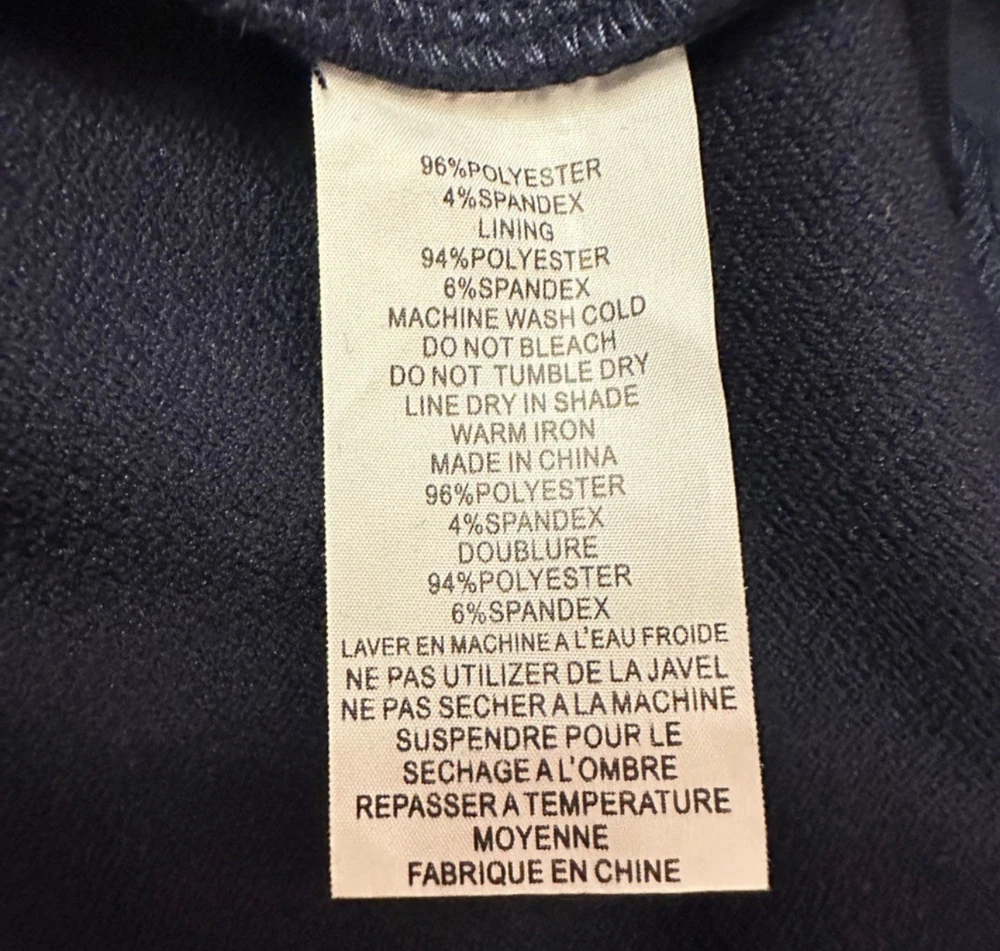 96%POLYESTER
4%SPANDEX
LINING
94%POLYESTER
6%SPANDEX
MACHINE WASH COLD
DO NOT BLEACH
DO NOT TUMBLE DRY
LINE DRY IN SHADE
WARM IRON
MADE IN CHINA
96%POLYESTER
4%SPANDEX
DOUBLURE
94%POLYESTER
6%SPANDEX
LAVER EN MACHINE A L'EAU FROIDE
NE PAS UTILIZER DE LA JAVEL
NE PAS SECHER A LA MACHINE
SUSPENDRE POUR LE
SECHAGE A L'OMBRE
REPASSER A TEMPERATURE
MOYENNE
FABRIQUE EN CHINE